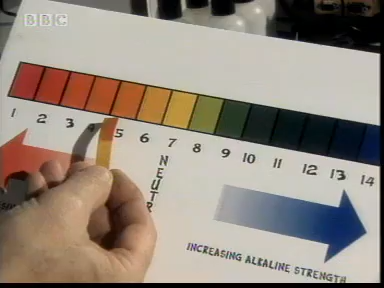 BBC
1 2 3 4 5 6 7 8 9 10 11 12 13 14
NEUTR
INCREASING ALKALINE STRENGTH